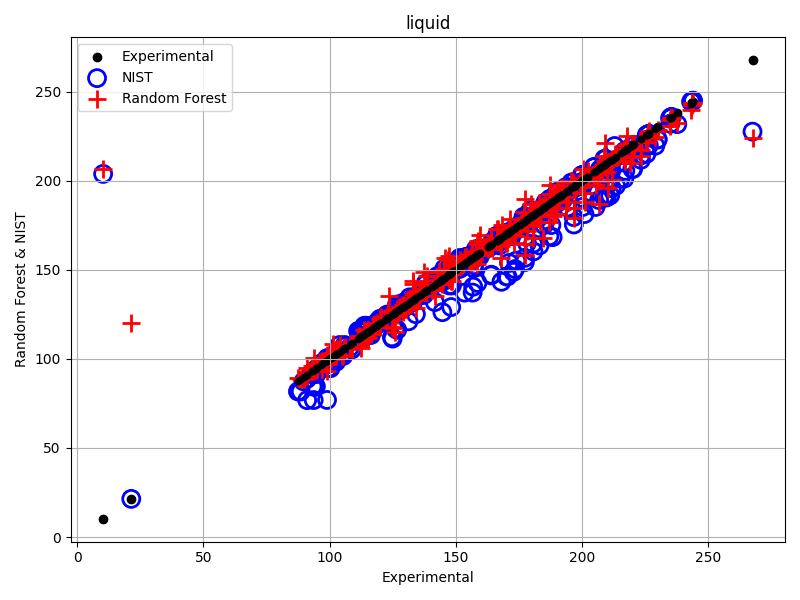 liquid
Experimental
NIST
Random Forest
Random Forest & NIST
250
200
150
100
50
0
0 50 100 150 200 250
Experimental